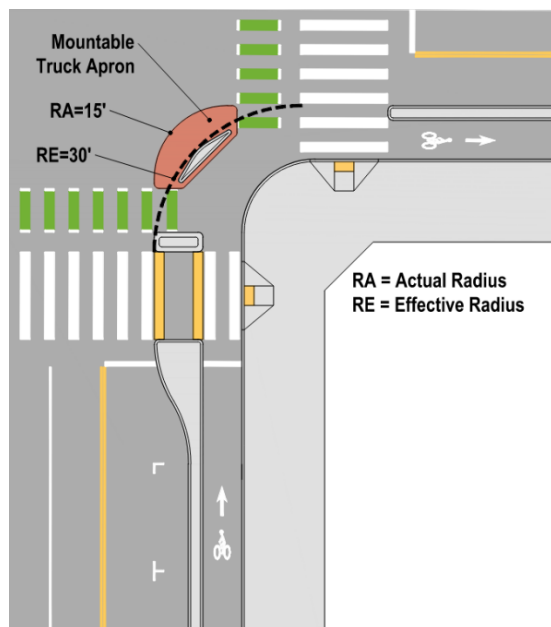 Mountable
Truck Apron
RA=15'
RE=30'
RA = Actual Radius
RE = Effective Radius